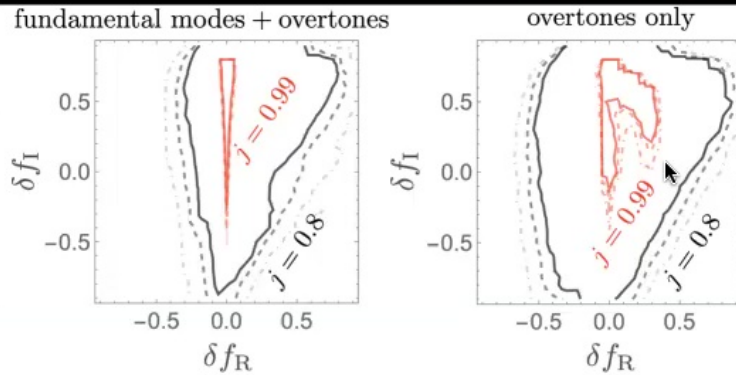 fundamental modes + overtones
overtones only
δf_I
0.5
0.0
−0.5
j = 0.99
j = 0.8
−0.5
0.0
0.5
δf_R
δf_I
0.5
0.0
−0.5
j = 0.99
j = 0.8
−0.5
0.0
0.5
δf_R